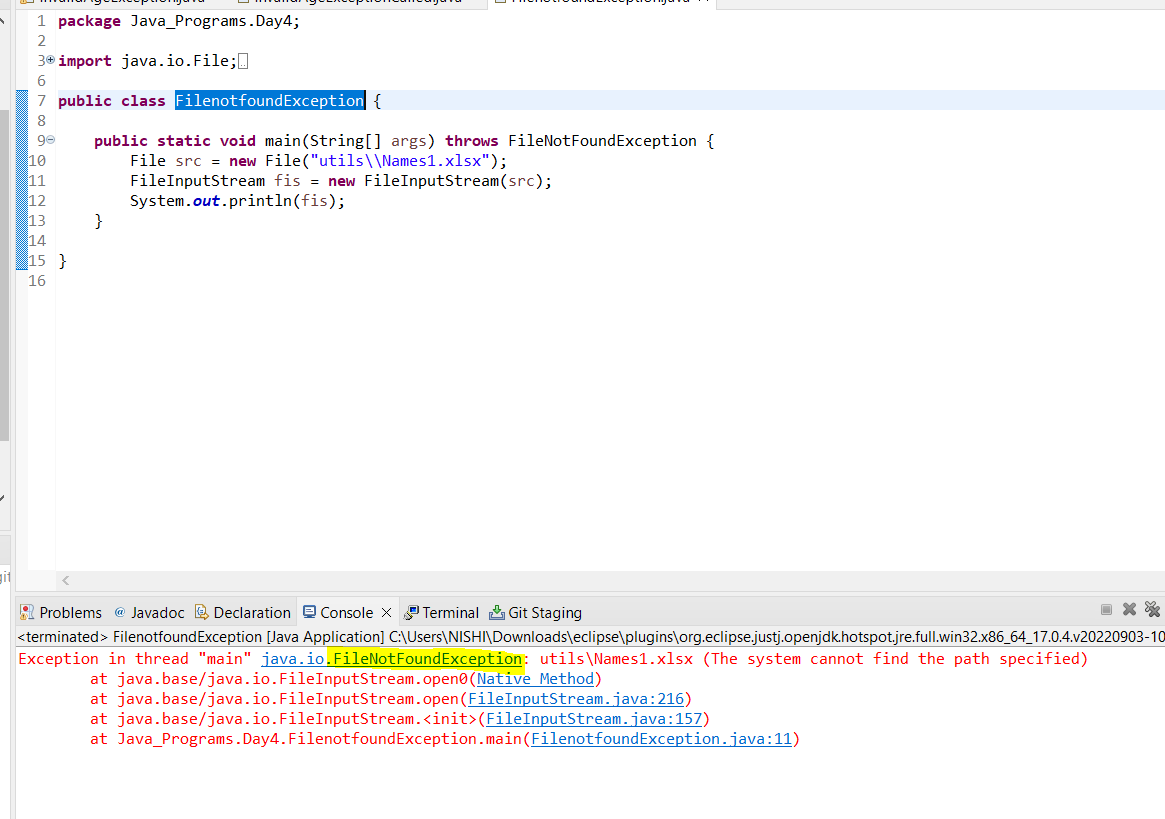 1 package Java_Programs.Day4;
2
3 import java.io.File;
6
7 public class FilenotfoundException {
8
9 public static void main(String[] args) throws FileNotFoundException {
10 File src = new File("utils\\Names1.xlsx");
11 FileInputStream fis = new FileInputStream(src);
12 System.out.println(fis);
13 }
14
15 }
16
git
Problems @ Javadoc Declaration Console Terminal Git Staging
<terminated> FilenotfoundException [Java Application] C:\Users\NISHI\Downloads\eclipse\plugins\org.eclipse.justj.openjdk.hotspot.jre.full.win32.x86_64_17.0.4.v20220903-10
Exception in thread "main" java.io.FileNotFoundException: utils\Names1.xlsx (The system cannot find the path specified)
at java.base/java.io.FileInputStream.open0(Native Method)
at java.base/java.io.FileInputStream.open(FileInputStream.java:216)
at java.base/java.io.FileInputStream.<init>(FileInputStream.java:157)
at Java_Programs.Day4.FilenotfoundException.main(FilenotfoundException.java:11)